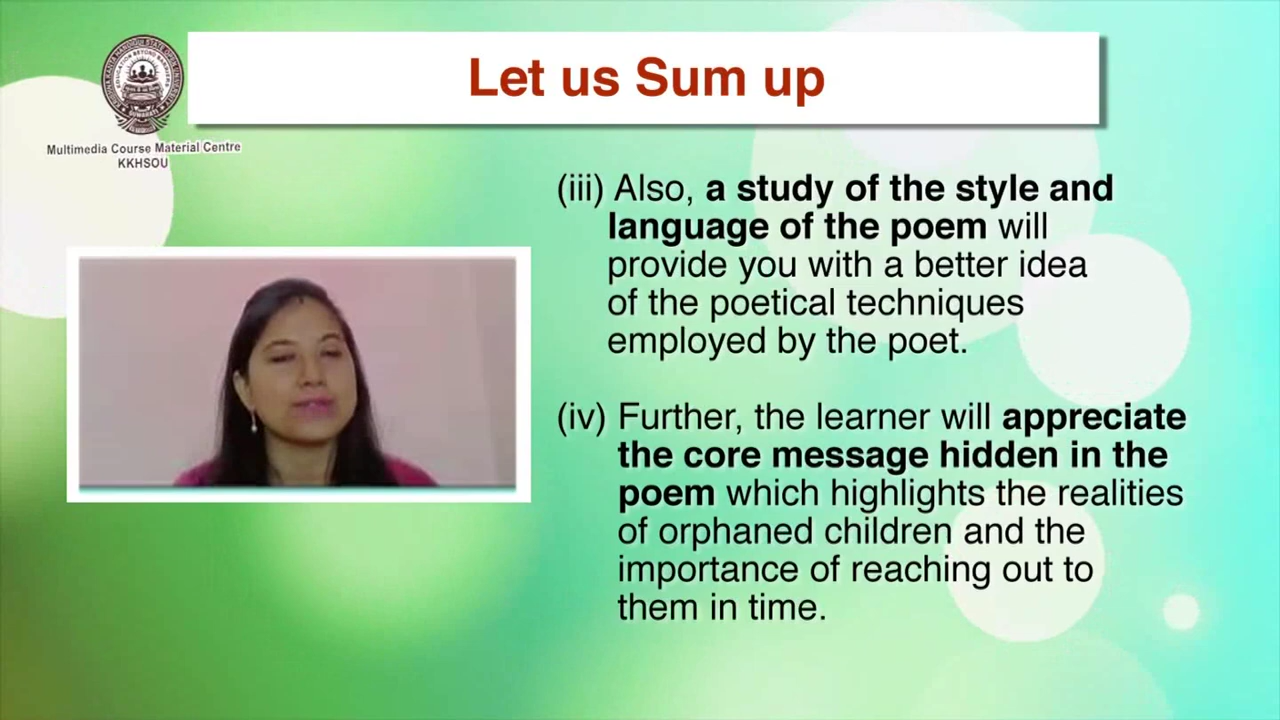 Let us Sum up
Multimedia Course Material Centre
KKHSOU
(iii) Also, a study of the style and
language of the poem will
provide you with a better idea
of the poetical techniques
employed by the poet.
(iv) Further, the learner will appreciate
the core message hidden in the
poem which highlights the realities
of orphaned children and the
importance of reaching out to
them in time.